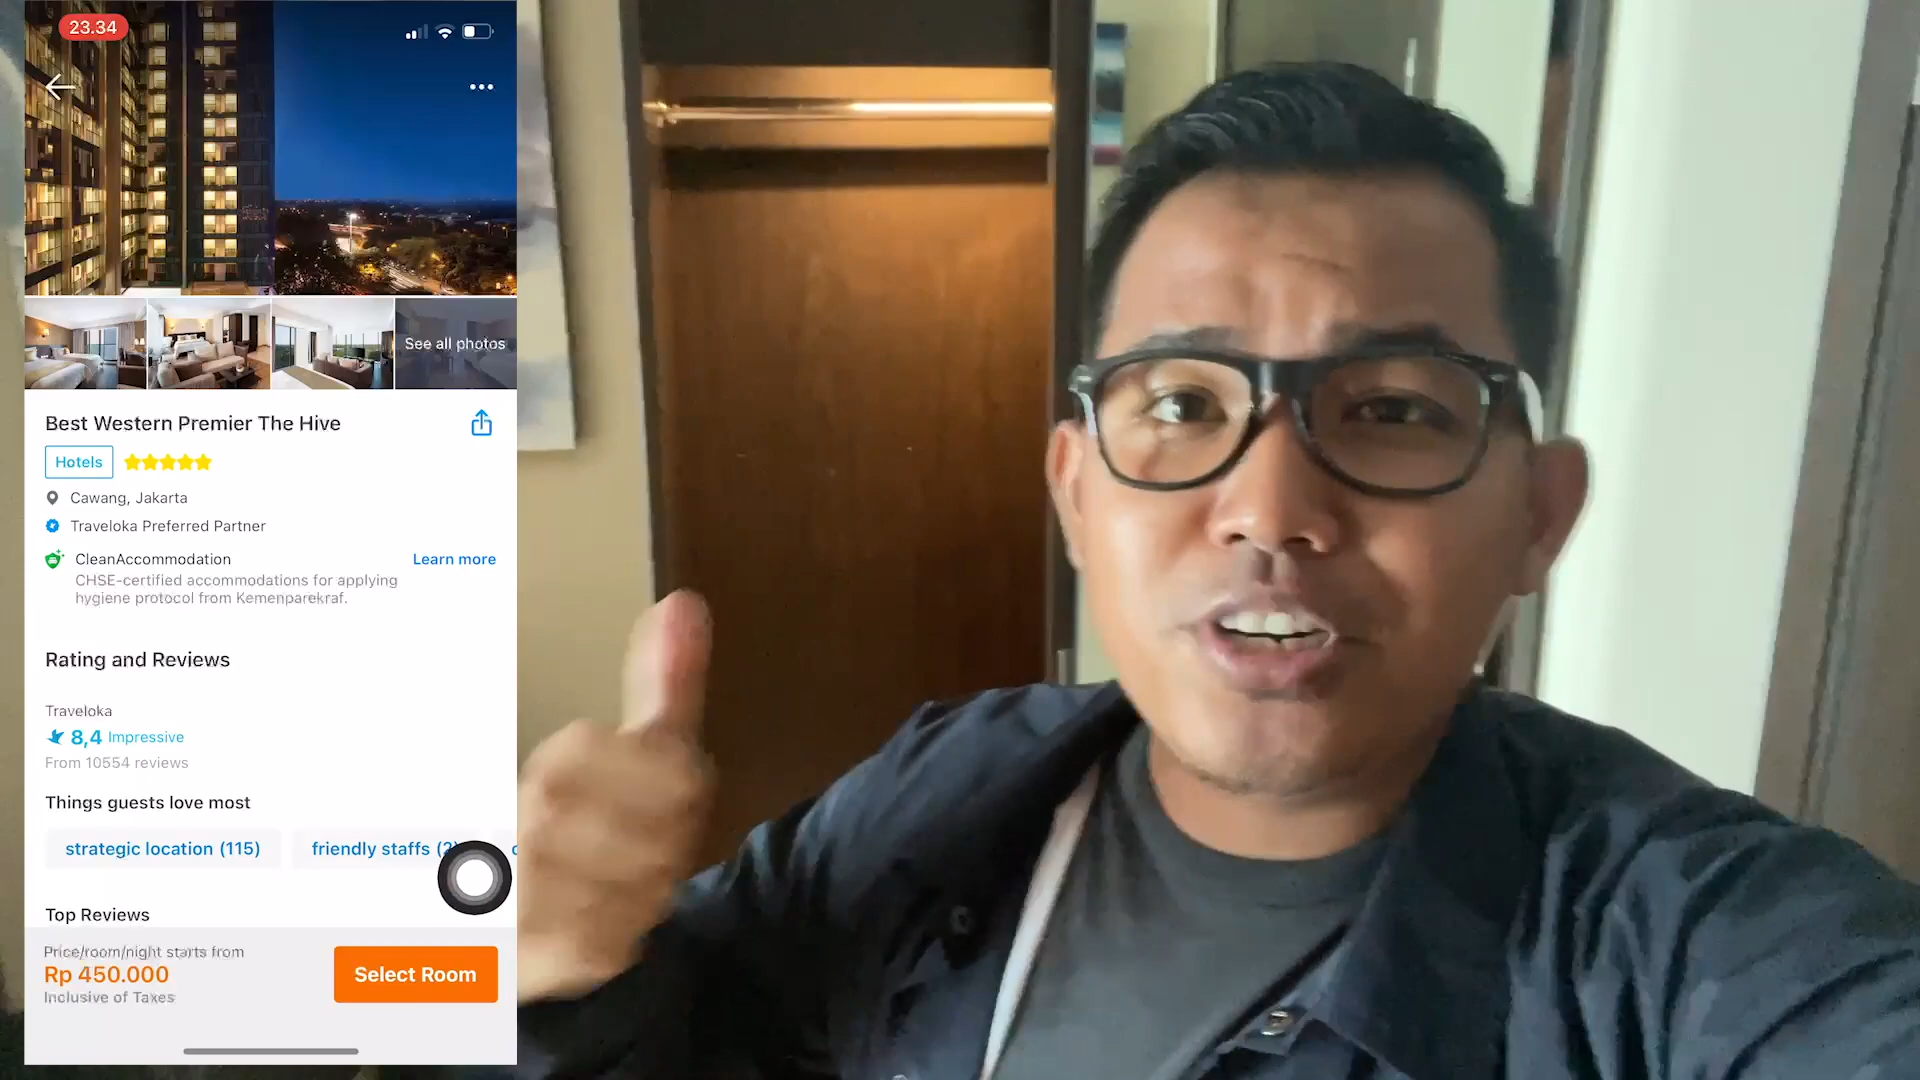 23.34
See all photos
Best Western Premier The Hive
Hotels
Cawang, Jakarta
Traveloka Preferred Partner
CleanAccommodation
Learn more
CHSE-certified accommodations for applying
hygiene protocol from Kemenparekraf.
Rating and Reviews
Traveloka
8,4 Impressive
From 10554 reviews
Things guests love most
strategic location (115)
friendly staffs
Top Reviews
Price/room/night starts from
Rp 450.000
Inclusive of Taxes
Select Room